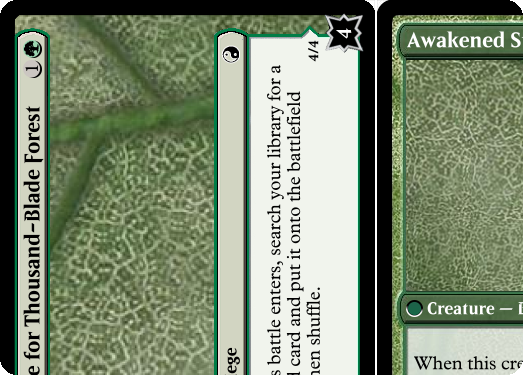 e for Thousand-Blade Forest
1
ege
s battle enters, search your library for a
d card and put it onto the battlefield
hen shuffle.
4/4
4
Awakened S
Creature —
When this cre